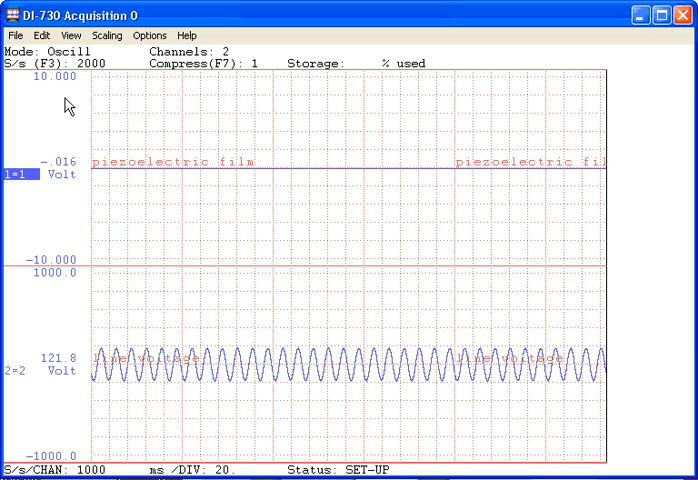 DI-730 Acquisition 0
File Edit View Scaling Options Help
Mode: Oscill Channels: 2
S/s (F3): 2000 Compress(F7): 1 Storage: % used
10.000
piezoelectric film piezoelectric fil
-.016
1=1 Volt
-10.000
1000.0
line voltage line voltage
121.8
2=2 Volt
-1000.0
S/s/CHAN: 1000 ms /DIV: 20. Status: SET-UP